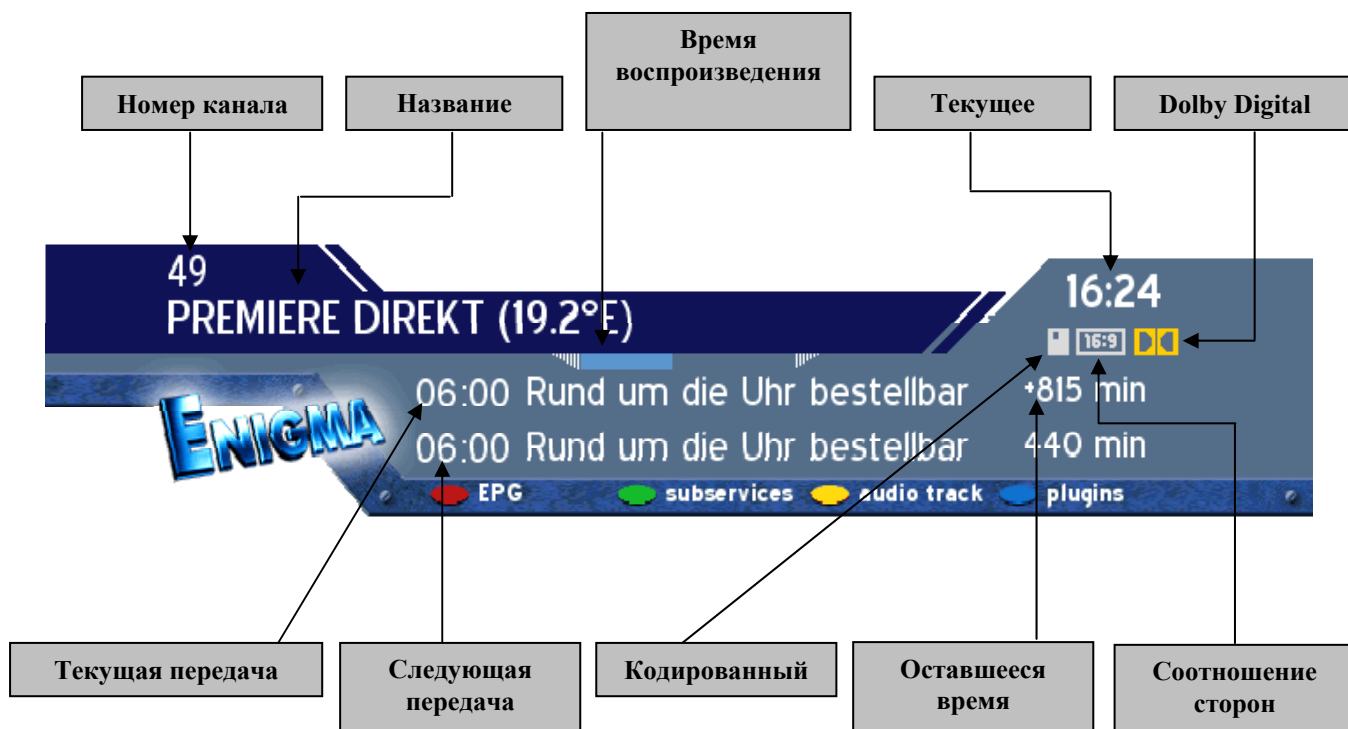 Время
воспроизведения
Номер канала
Название
Текущее
Dolby Digital
49
PREMIERE DIREKT (19.2°E)
16:24
16:9
06:00 Rund um die Uhr bestellbar +815 min
06:00 Rund um die Uhr bestellbar 440 min
ENIGMA
EPG subservices audio track plugins
Текущая передача
Следующая
передача
Кодированный
Оставшееся
время
Соотношение
сторон